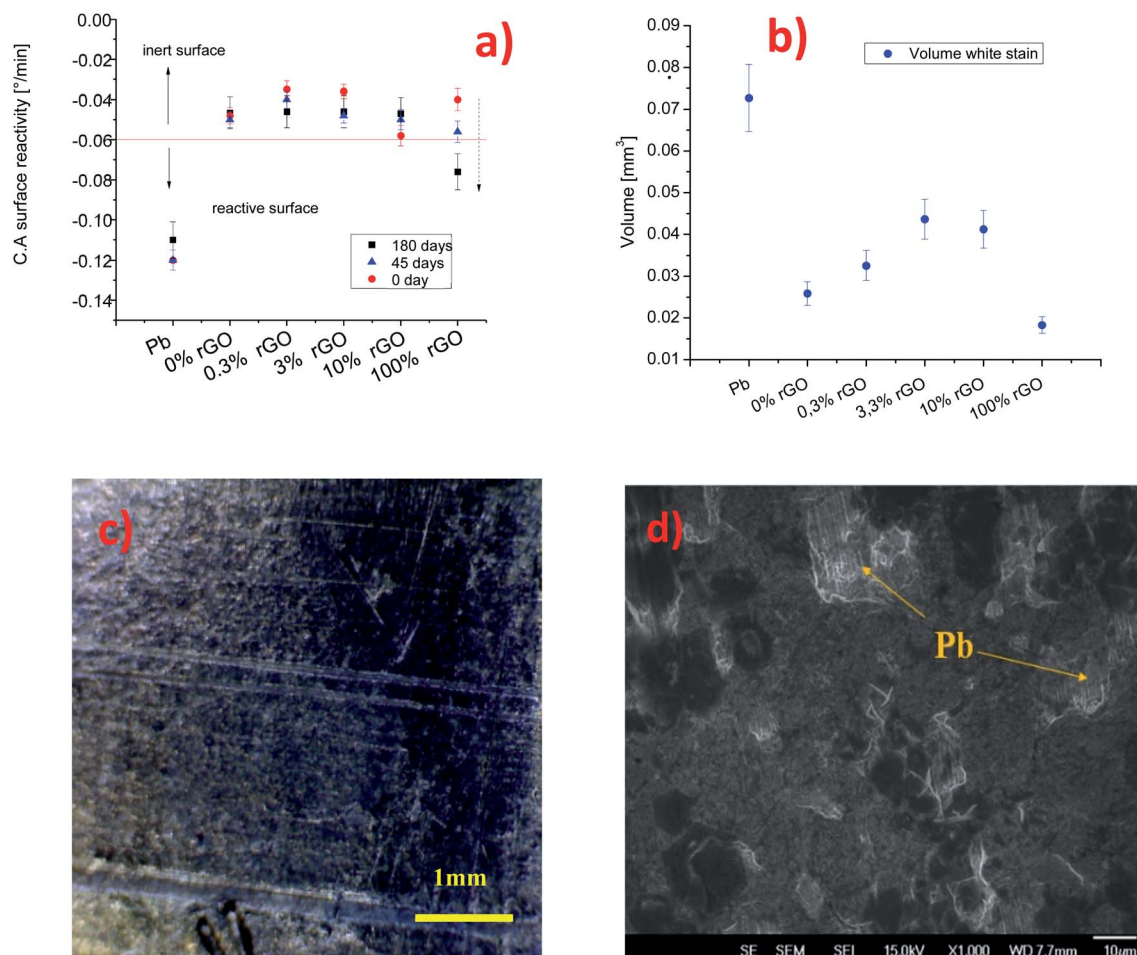 a)
C.A surface reactivity [°/min]
0.00
-0.02
-0.04
-0.06
-0.08
-0.10
-0.12
-0.14
inert surface
reactive surface
180 days
45 days
0 day
Pb
0% rGO
0.3% rGO
3% rGO
10% rGO
100% rGO
b)
Volume [mm³]
0.09
0.08
0.07
0.06
0.05
0.04
0.03
0.02
0.01
Volume white stain
Pb
0% rGO
0,3% rGO
3,3% rGO
10% rGO
100% rGO
c)
1mm
d)
Pb
SE SEM SEI 15.0kV X1,000 WD 7.7mm 10µm